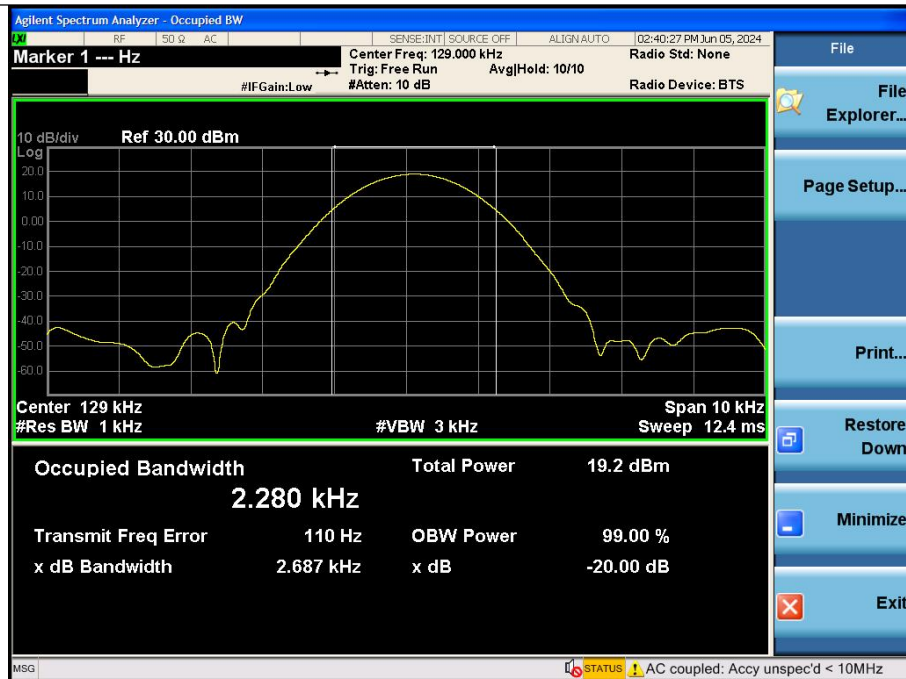 Agilent Spectrum Analyzer - Occupied BW
LXI RF 50 Ω AC SENSE:INT SOURCE OFF ALIGN AUTO 02:40:27 PM Jun 05, 2024
Marker 1 --- Hz
Center Freq: 129.000 kHz
Radio Std: None
Trig: Free Run Avg|Hold: 10/10
#IFGain:Low #Atten: 10 dB Radio Device: BTS
10 dB/div Ref 30.00 dBm
Log
20.0
10.0
0.00
-10.0
-20.0
-30.0
-40.0
-50.0
-60.0
Center 129 kHz Span 10 kHz
#Res BW 1 kHz #VBW 3 kHz Sweep 12.4 ms
Occupied Bandwidth Total Power 19.2 dBm
2.280 kHz
Transmit Freq Error 110 Hz OBW Power 99.00 %
x dB Bandwidth 2.687 kHz x dB -20.00 dB
File
File
Explorer...
Page Setup...
Print...
Restore
Down
Minimize
Exit
MSG STATUS AC coupled: Accy unspec'd < 10MHz